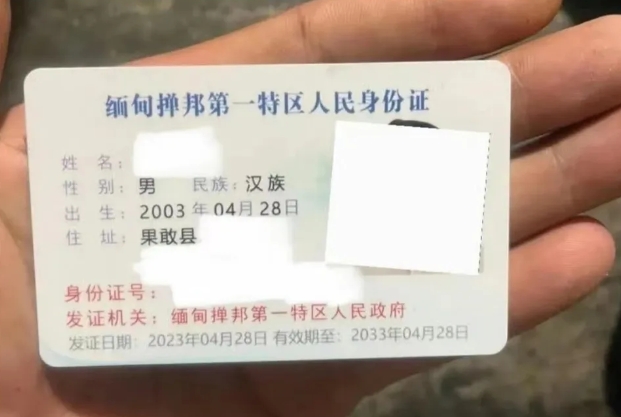 缅甸掸邦第一特区人民身份证
姓 名:
性 别: 男 民族: 汉族
出 生: 2003 年 04月 28日
住 址: 果敢县
身份证号:
发证机关: 缅甸掸邦第一特区人民政府
发证日期: 2023年04月28日 有效期至: 2033年04月28日